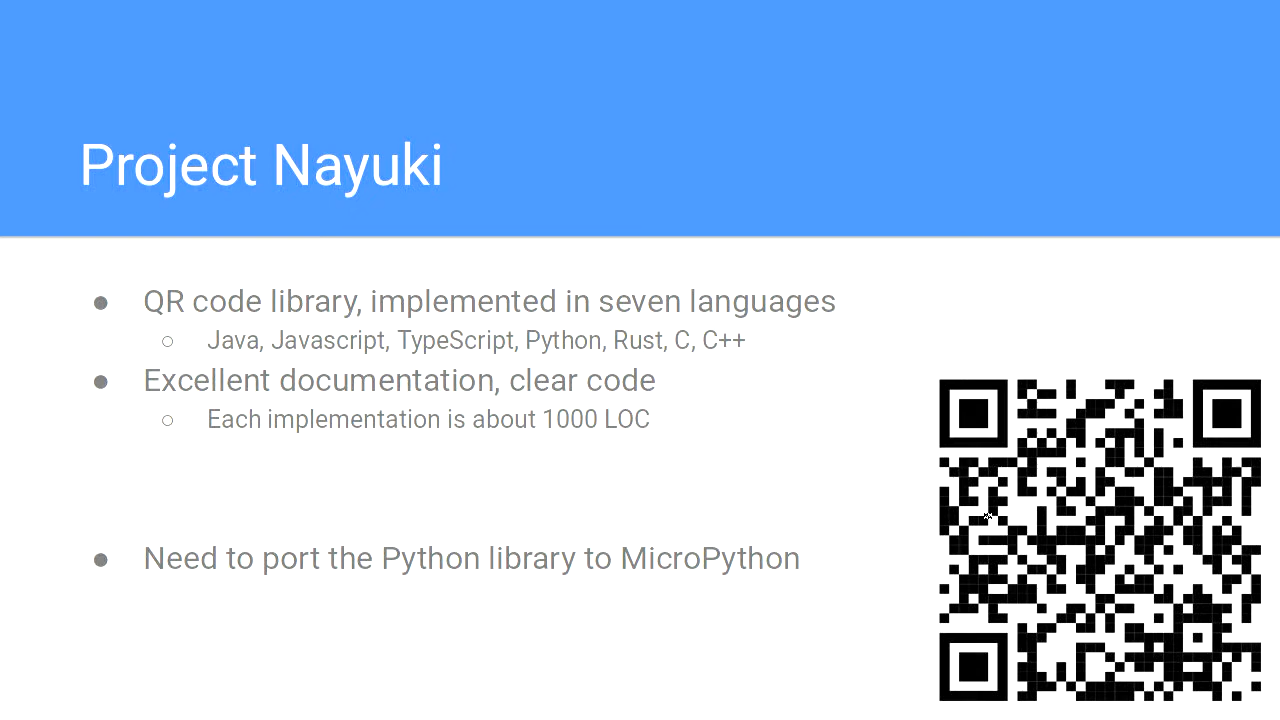 Project Nayuki
QR code library, implemented in seven languages
Java, Javascript, TypeScript, Python, Rust, C, C++
Excellent documentation, clear code
Each implementation is about 1000 LOC
Need to port the Python library to MicroPython